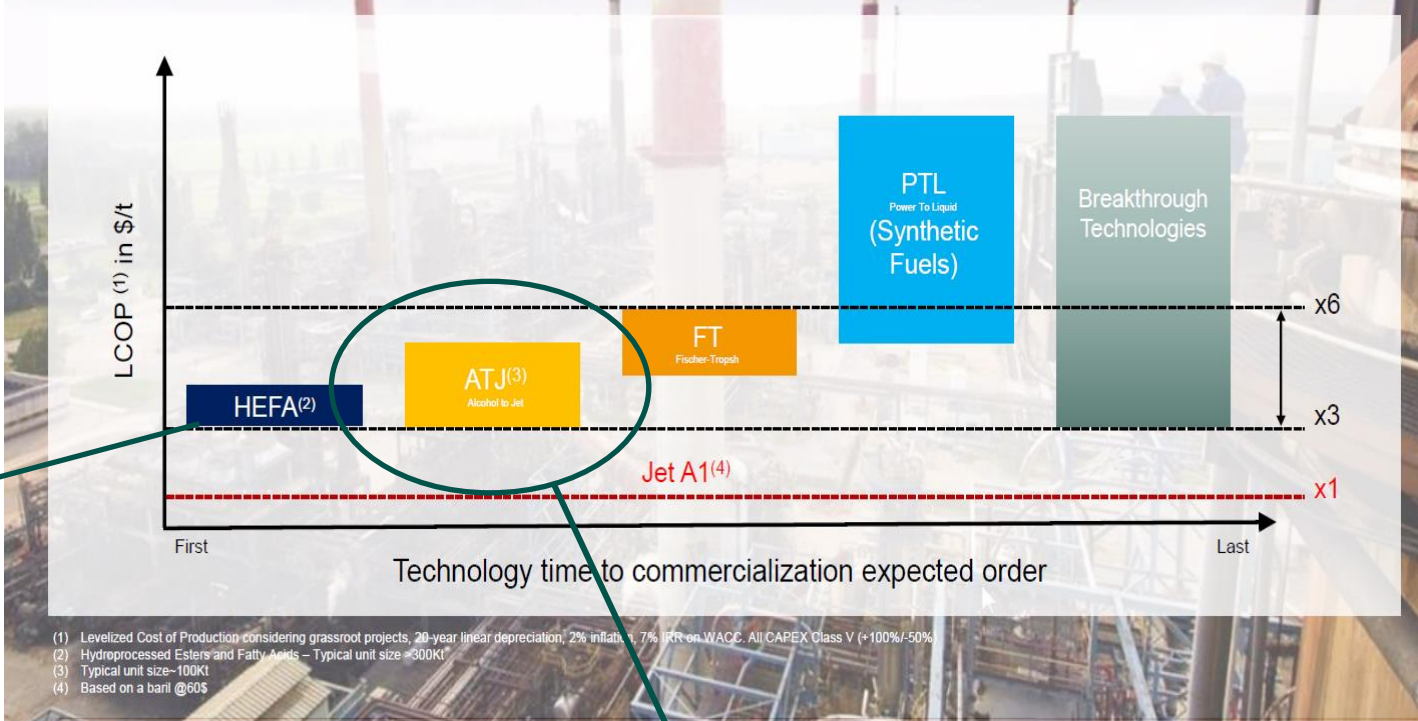 LCOP (1) in $/t
PTL
Power To Liquid
(Synthetic
Fuels)
Breakthrough
Technologies
x6
FT
Fischer-Tropsh
ATJ(3)
Alcohol to Jet
HEFA(2)
x3
Jet A1(4)
x1
First
Last
Technology time to commercialization expected order
(1) Levelized Cost of Production considering grassroot projects, 20-year linear depreciation, 2% inflation, 7% IRR on WACC. All CAPEX Class V (+100%/-50%)
(2) Hydroprocessed Esters and Fatty Acids – Typical unit size >300Kt
(3) Typical unit size~100Kt
(4) Based on a baril @60$